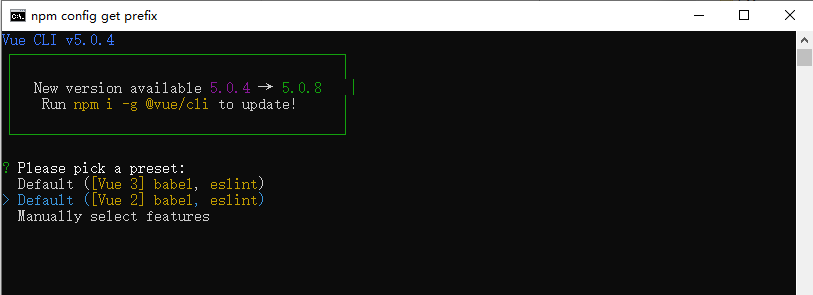 npm config get prefix
Vue CLI v5.0.4
New version available 5.0.4 → 5.0.8
Run npm i -g @vue/cli to update!
? Please pick a preset:
Default ([Vue 3] babel, eslint)
> Default ([Vue 2] babel, eslint)
Manually select features